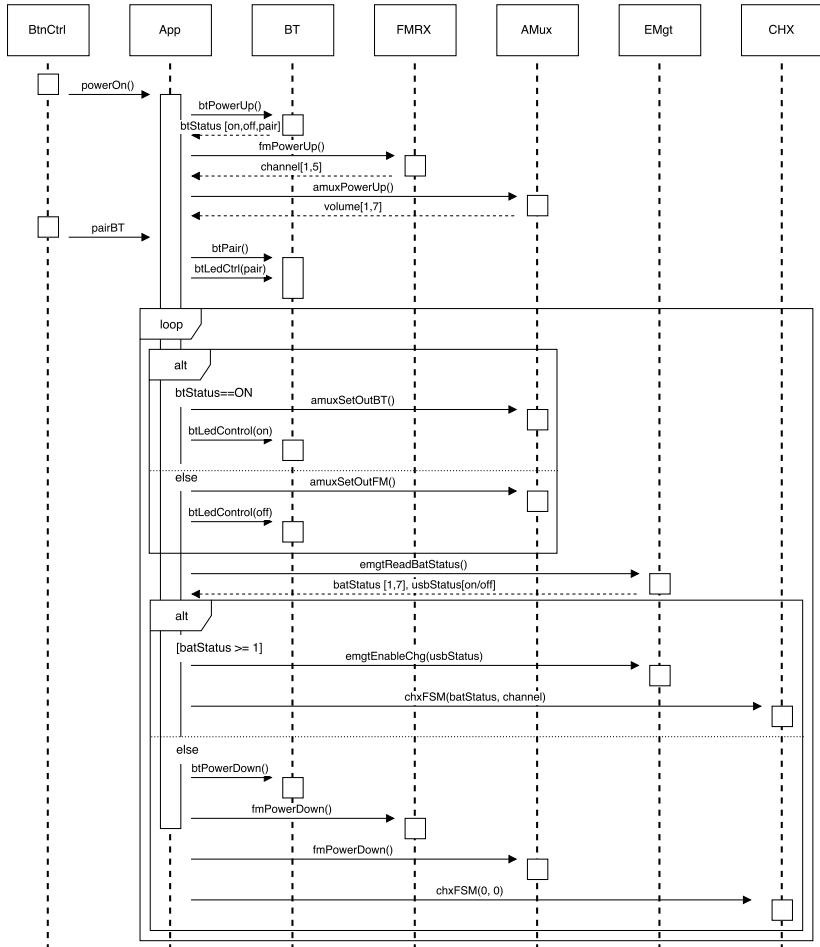 BtnCtrl App BT FMRX AMux EMgt CHX
powerOn()
btPowerUp()
btStatus [on,off,pair]
fmPowerUp()
channel[1,5]
amuxPowerUp()
volume[1,7]
pairBT
btPair()
btLedCtrl(pair)
loop
alt
btStatus==ON
amuxSetOutBT()
btLedControl(on)
else
amuxSetOutFM()
btLedControl(off)
emgtReadBatStatus()
batStatus [1,7], usbStatus[on/off]
alt
[batStatus >= 1]
emgtEnableChg(usbStatus)
chxFSM(batStatus, channel)
else
btPowerDown()
fmPowerDown()
fmPowerDown()
chxFSM(0, 0)